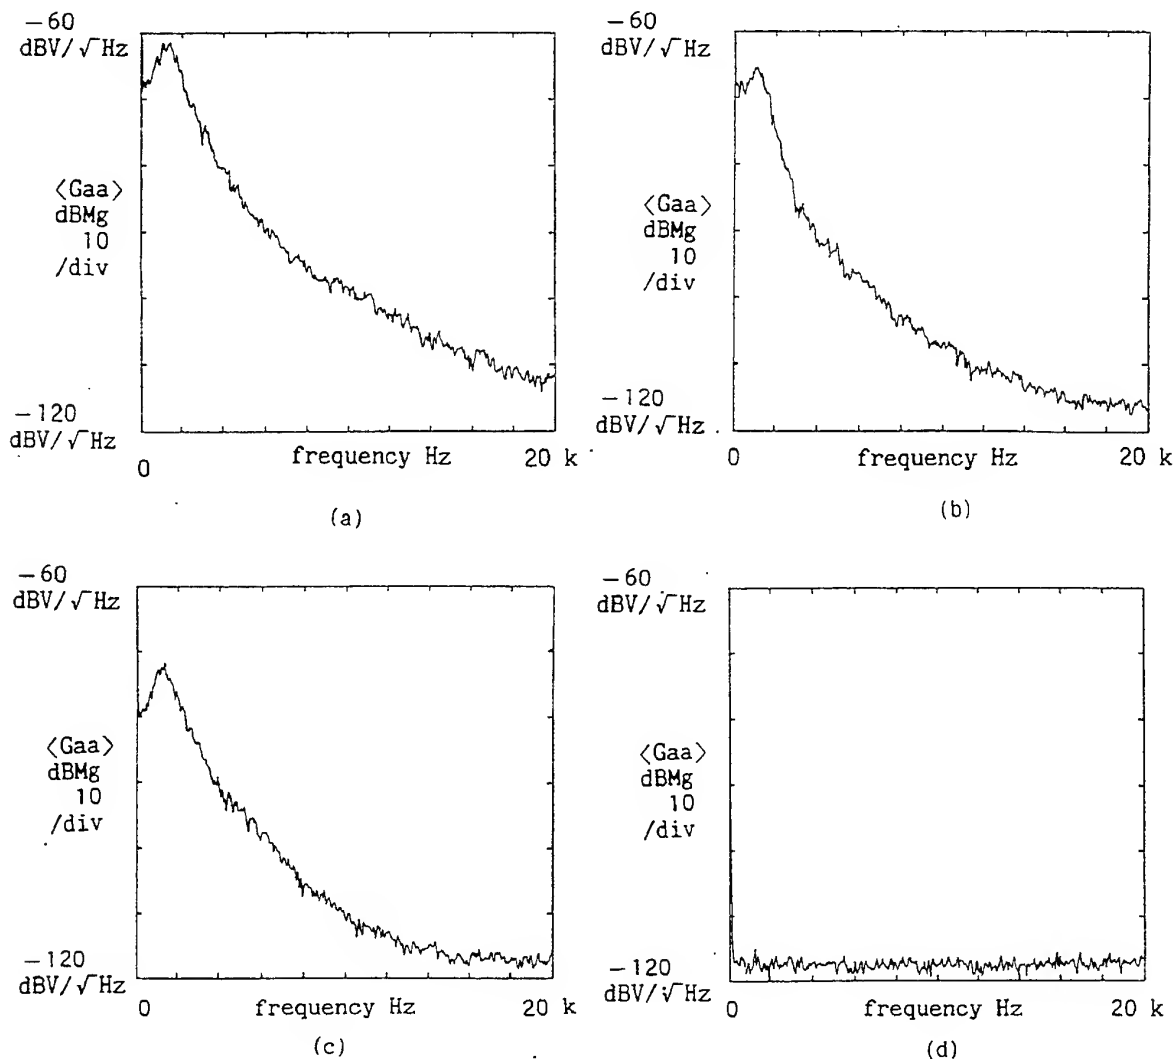 −60
dBV/√Hz
⟨Gaa⟩
dBMg
10
/div
−120
dBV/√Hz
0
frequency Hz
20 k
(a)
−60
dBV/√Hz
⟨Gaa⟩
dBMg
10
/div
−120
dBV/√Hz
0
frequency Hz
20 k
(b)
−60
dBV/√Hz
⟨Gaa⟩
dBMg
10
/div
−120
dBV/√Hz
0
frequency Hz
20 k
(c)
−60
dBV/√Hz
⟨Gaa⟩
dBMg
10
/div
−120
dBV/√Hz
0
frequency Hz
20 k
(d)